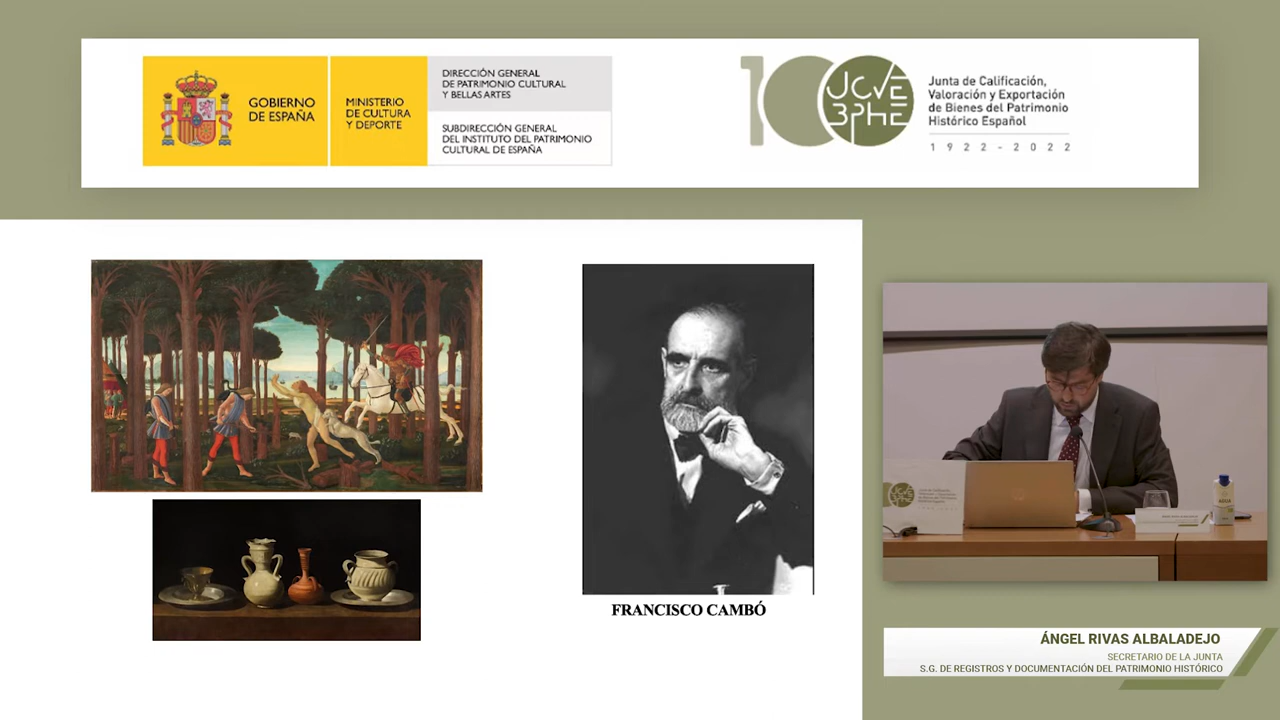 GOBIERNO
DE ESPAÑA
MINISTERIO
DE CULTURA
Y DEPORTE
DIRECCIÓN GENERAL
DE PATRIMONIO CULTURAL
Y BELLAS ARTES
SUBDIRECCIÓN GENERAL
DEL INSTITUTO DEL PATRIMONIO
CULTURAL DE ESPAÑA
100
JCVE
BPHE
Junta de Calificación,
Valoración y Exportación
de Bienes del Patrimonio
Histórico Español
1922-2022
FRANCISCO CAMBÓ
ÁNGEL RIVAS ALBALADEJO
SECRETARIO DE LA JUNTA
S.G. DE REGISTROS Y DOCUMENTACIÓN DEL PATRIMONIO HISTÓRICO